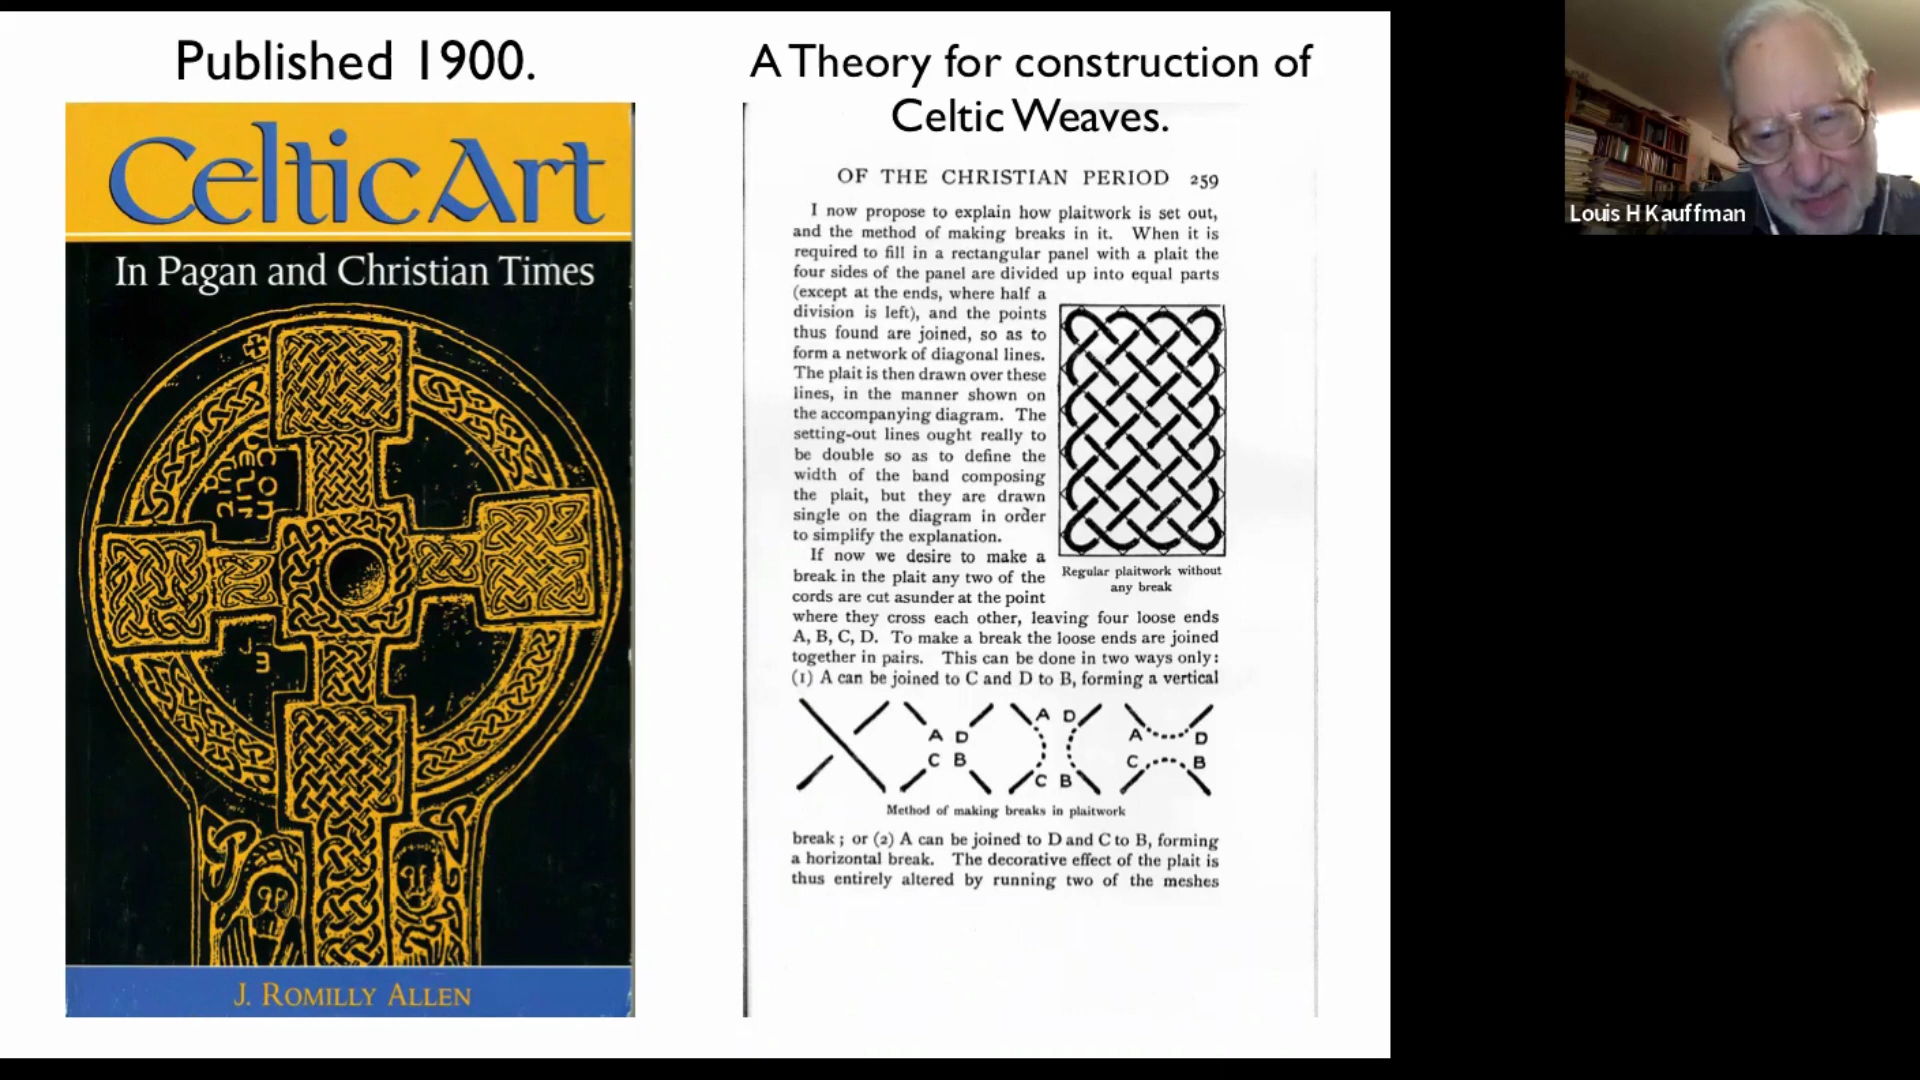 Published 1900.
Celtic Art
In Pagan and Christian Times
J. ROMILLY ALLEN
A Theory for construction of
Celtic Weaves.
OF THE CHRISTIAN PERIOD 259
I now propose to explain how plaitwork is set out,
and the method of making breaks in it. When it is
required to fill in a rectangular panel with a plait the
four sides of the panel are divided up into equal parts
(except at the ends, where half a
division is left), and the points
thus found are joined, so as to
form a network of diagonal lines.
The plait is then drawn over these
lines, in the manner shown on
the accompanying diagram. The
setting-out lines ought really to
be double so as to define the
width of the band composing
the plait, but they are drawn
single on the diagram in order
to simplify the explanation.
If now we desire to make a
break in the plait any two of the
cords are cut asunder at the point
Regular plaitwork without
any break
where they cross each other, leaving four loose ends
A, B, C, D. To make a break the loose ends are joined
together in pairs. This can be done in two ways only:
(1) A can be joined to C and D to B, forming a vertical
A D
C B
A D
C B
A D
C B
Method of making breaks in plaitwork
break; or (2) A can be joined to D and C to B, forming
a horizontal break. The decorative effect of the plait is
thus entirely altered by running two of the meshes
Louis H Kauffman